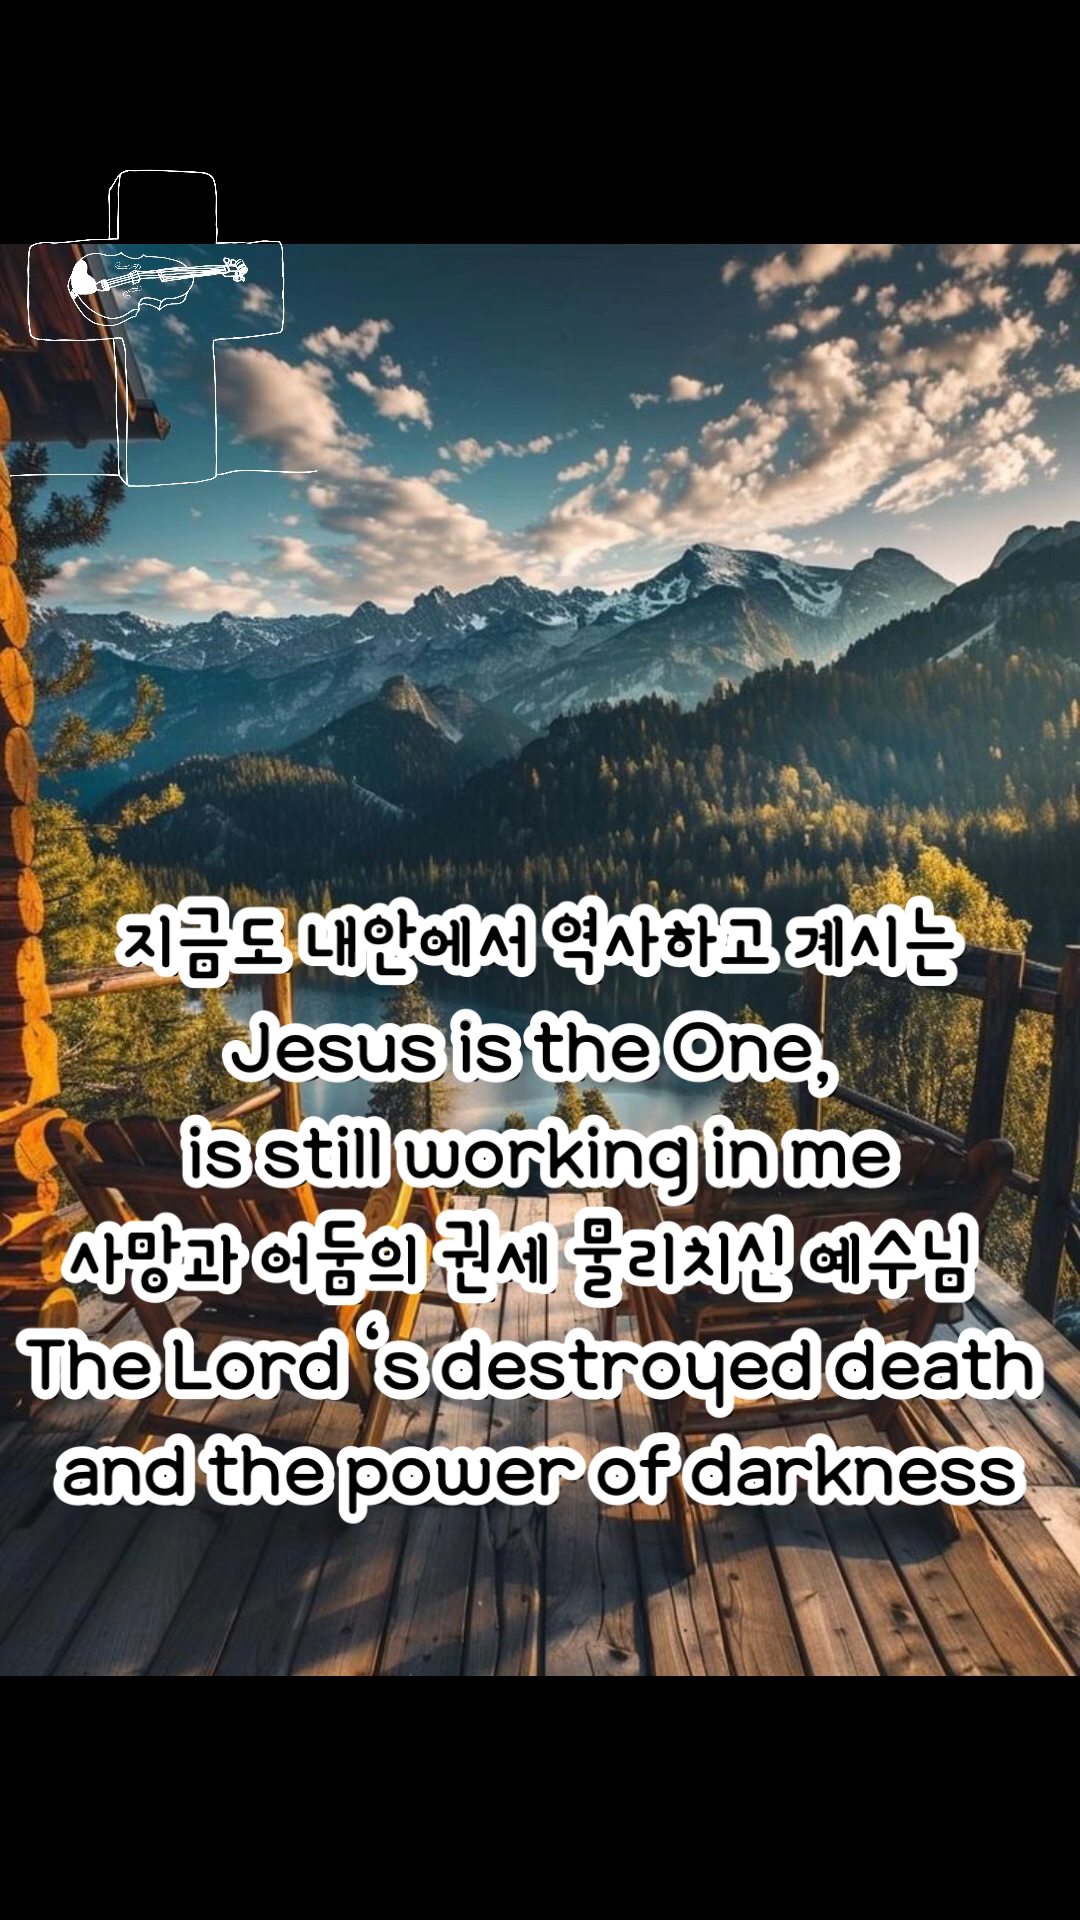 지금도 내안에서 역사하고 계시는
Jesus is the One,
is still working in me
사망과 어둠의 권세 물리치신 예수님
The Lord ‘s destroyed death
and the power of darkness